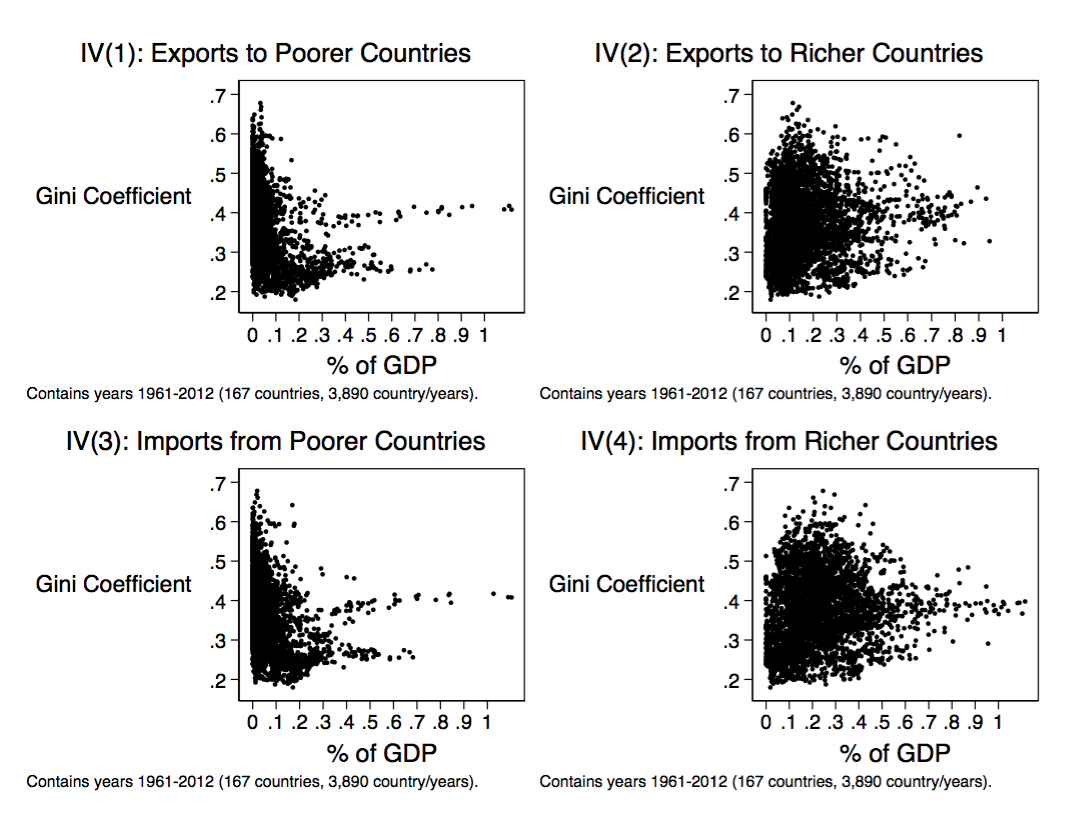 IV(1): Exports to Poorer Countries
.7
.6
.5
.4
.3
.2
Gini Coefficient
0 .1 .2 .3 .4 .5 .6 .7 .8 .9 1
% of GDP
Contains years 1961-2012 (167 countries, 3,890 country/years).
IV(2): Exports to Richer Countries
.7
.6
.5
.4
.3
.2
Gini Coefficient
0 .1 .2 .3 .4 .5 .6 .7 .8 .9 1
% of GDP
Contains years 1961-2012 (167 countries, 3,890 country/years).
IV(3): Imports from Poorer Countries
.7
.6
.5
.4
.3
.2
Gini Coefficient
0 .1 .2 .3 .4 .5 .6 .7 .8 .9 1
% of GDP
Contains years 1961-2012 (167 countries, 3,890 country/years).
IV(4): Imports from Richer Countries
.7
.6
.5
.4
.3
.2
Gini Coefficient
0 .1 .2 .3 .4 .5 .6 .7 .8 .9 1
% of GDP
Contains years 1961-2012 (167 countries, 3,890 country/years).